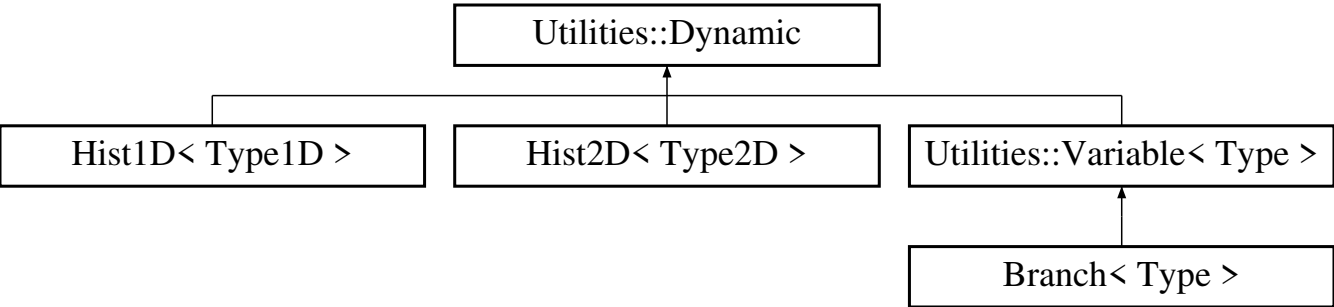 Utilities::Dynamic
Hist1D< Type1D >
Hist2D< Type2D >
Utilities::Variable< Type >
Branch< Type >